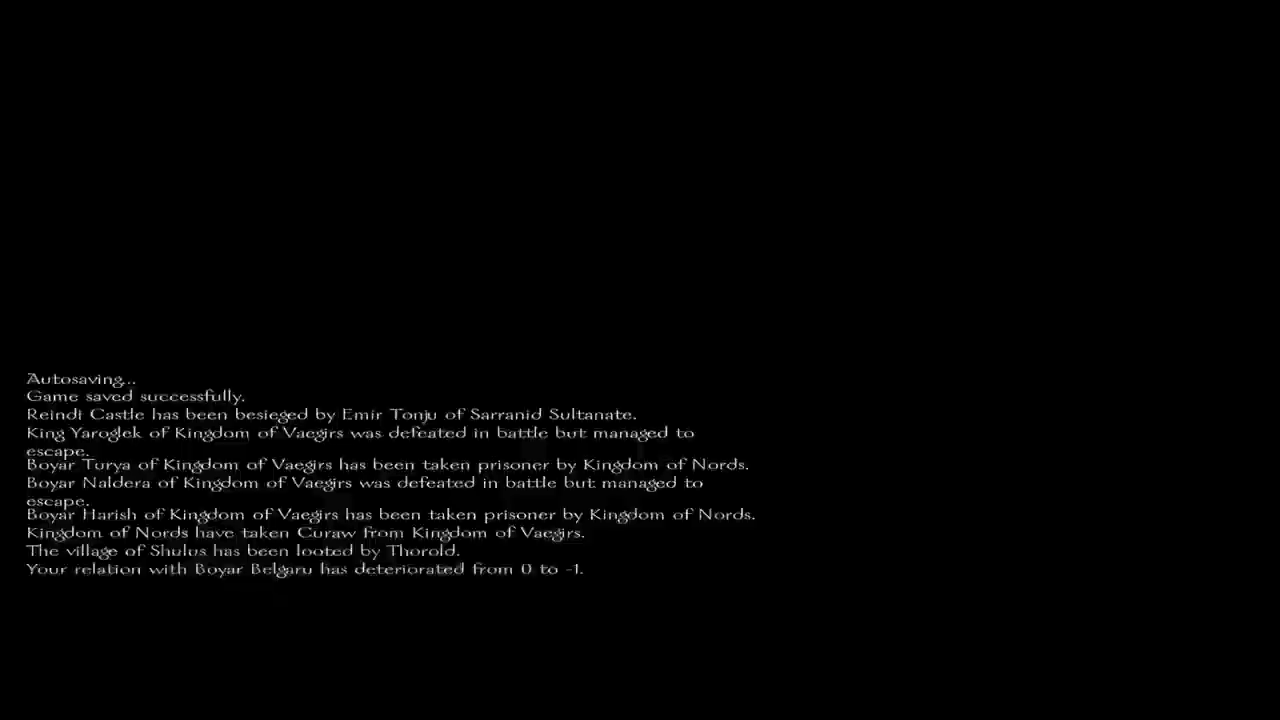 Autosaving...
Game saved successfully.
Reindi Castle has been besieged by Emir Tonju of Sarranid Sultanate.
King Yaroglek of Kingdom of Vaegirs was defeated in battle but managed to
escape.
Boyar Turya of Kingdom of Vaegirs has been taken prisoner by Kingdom of Nords.
Boyar Naldera of Kingdom of Vaegirs was defeated in battle but managed to
escape.
Boyar Harish of Kingdom of Vaegirs has been taken prisoner by Kingdom of Nords.
Kingdom of Nords have taken Curaw from Kingdom of Vaegirs.
The village of Shulus has been looted by Thorold.
Your relation with Boyar Belgaru has deteriorated from 0 to -1.